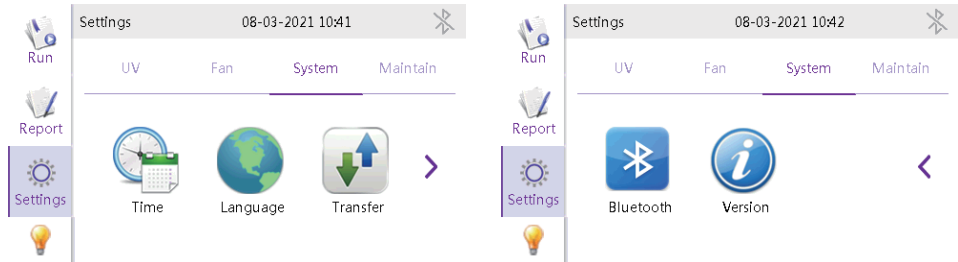 Settings 08-03-2021 10:41
Run
UV Fan System Maintain
Report
Settings
Time Language Transfer
Settings 08-03-2021 10:42
Run
UV Fan System Maintain
Report
Settings
Bluetooth Version